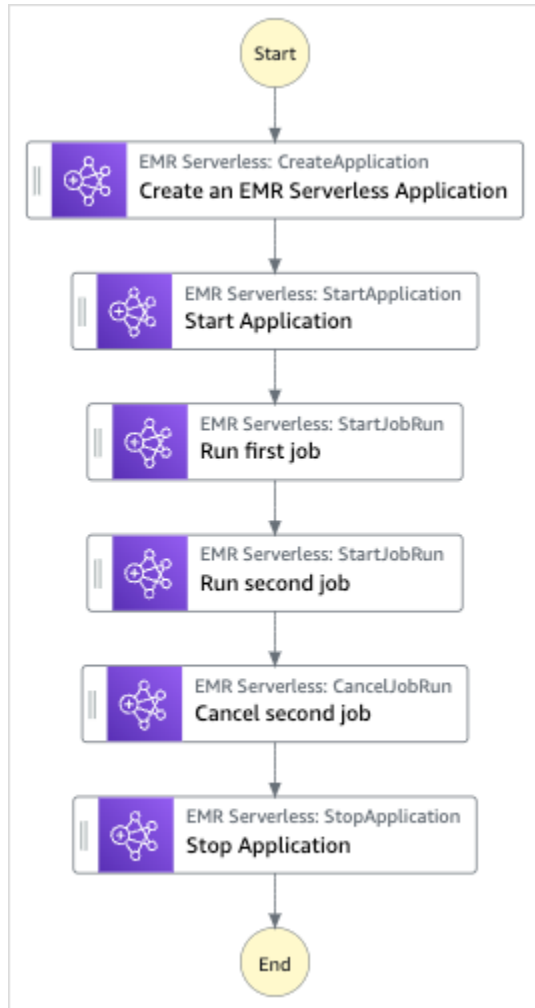 Start
EMR Serverless: CreateApplication
Create an EMR Serverless Application
EMR Serverless: StartApplication
Start Application
EMR Serverless: StartJobRun
Run first job
EMR Serverless: StartJobRun
Run second job
EMR Serverless: CancelJobRun
Cancel second job
EMR Serverless: StopApplication
Stop Application
End